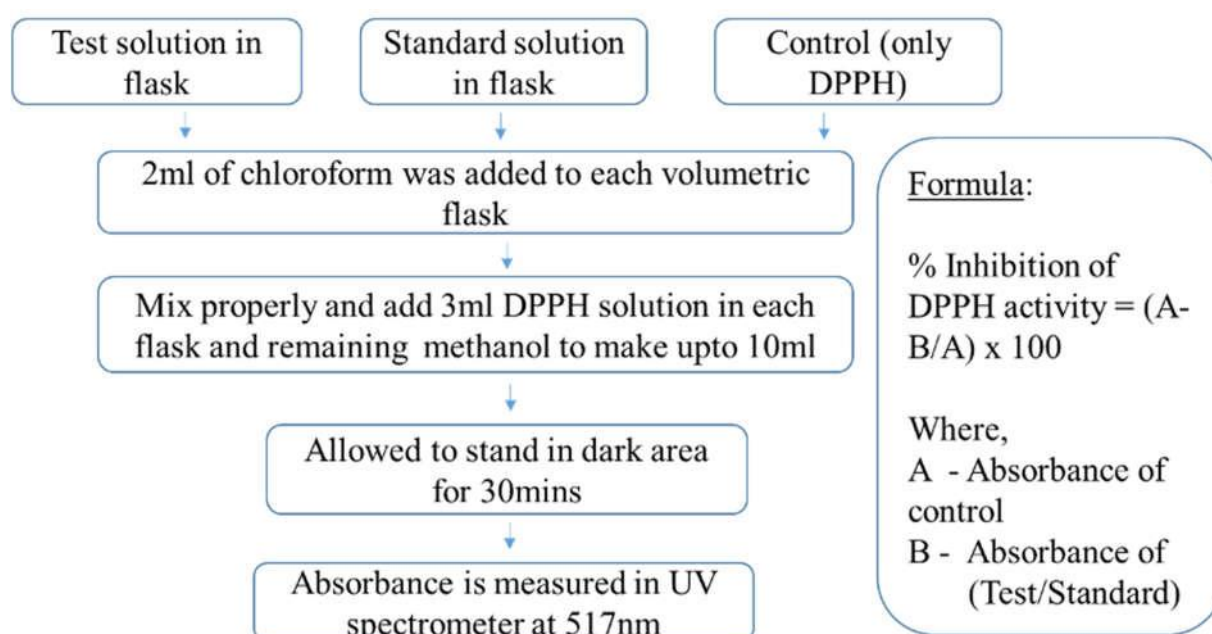 Test solution in
flask
Standard solution
in flask
Control (only
DPPH)
2ml of chloroform was added to each volumetric
flask
Mix properly and add 3ml DPPH solution in each
flask and remaining methanol to make upto 10ml
Allowed to stand in dark area
for 30mins
Absorbance is measured in UV
spectrometer at 517nm
Formula:
% Inhibition of
DPPH activity = (A-
B/A) x 100
Where,
A - Absorbance of
control
B - Absorbance of
(Test/Standard)